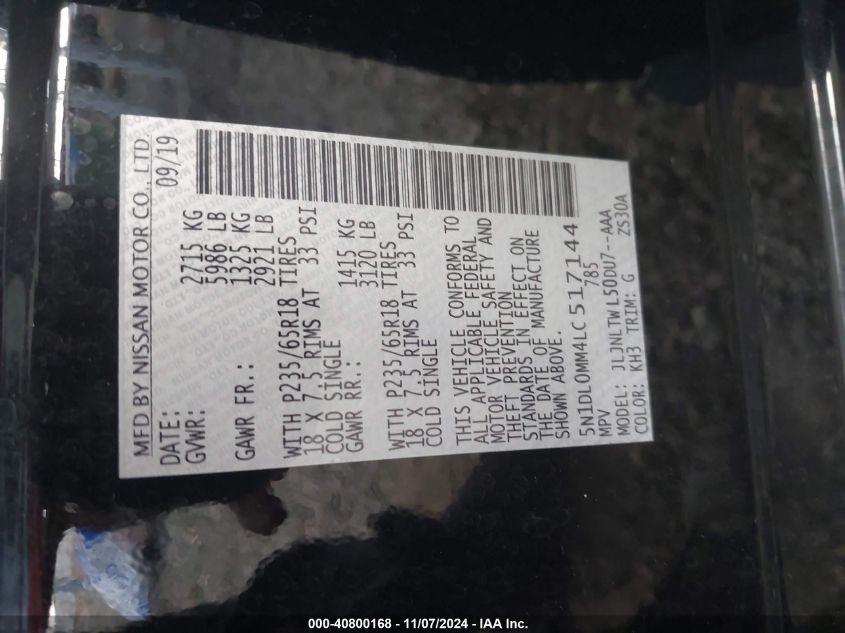 MFD BY NISSAN MOTOR CO., LTD
DATE: 09/19
GVWR: 2715 KG
5986 LB
GAWR FR.: 1325 KG
2921 LB
WITH P235/65R18 TIRES
18 X 7.5 RIMS AT 33 PSI
COLD SINGLE
GAWR RR.: 1415 KG
3120 LB
WITH P235/65R18 TIRES
18 X 7.5 RIMS AT 33 PSI
COLD SINGLE
THIS VEHICLE CONFORMS TO
ALL APPLICABLE FEDERAL
MOTOR VEHICLE SAFETY AND
THEFT PREVENTION
STANDARDS IN EFFECT ON
THE DATE OF MANUFACTURE
SHOWN ABOVE.
5N1DL0MM4LC517144
MPV 785
MODEL: JLJNLTWL50DU7--AAA
COLOR: KH3 TRIM: G ZS30A
000-40800168 - 11/07/2024 - IAA Inc.